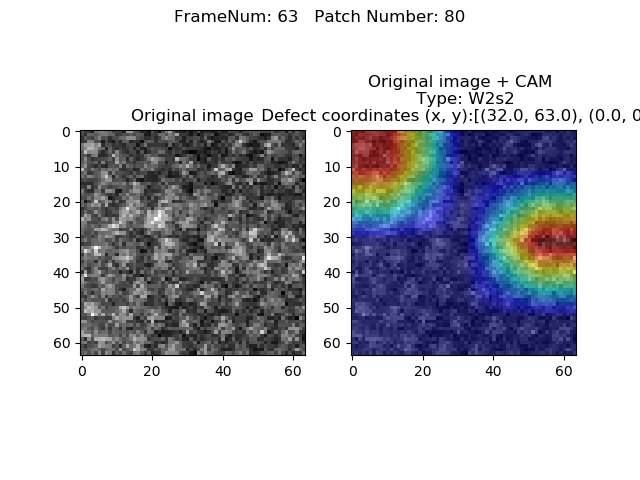 FrameNum: 63   Patch Number: 80
Original image + CAM
Type: W2s2
Original image
Defect coordinates (x, y):[(32.0, 63.0), (0.0, 0
0
10
20
30
40
50
60
0 20 40 60
0
10
20
30
40
50
60
0 20 40 60